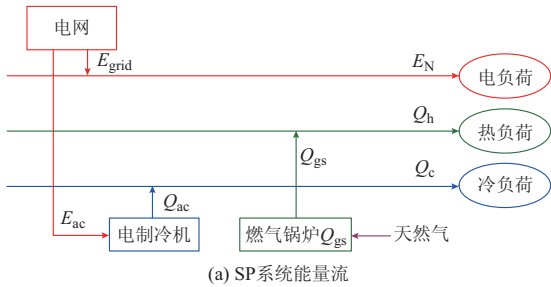 电网
E_grid
E_N
电负荷
Q_h
热负荷
Q_gs
Q_c
冷负荷
Q_ac
E_ac
电制冷机
燃气锅炉Q_gs
天然气
(a) SP系统能量流